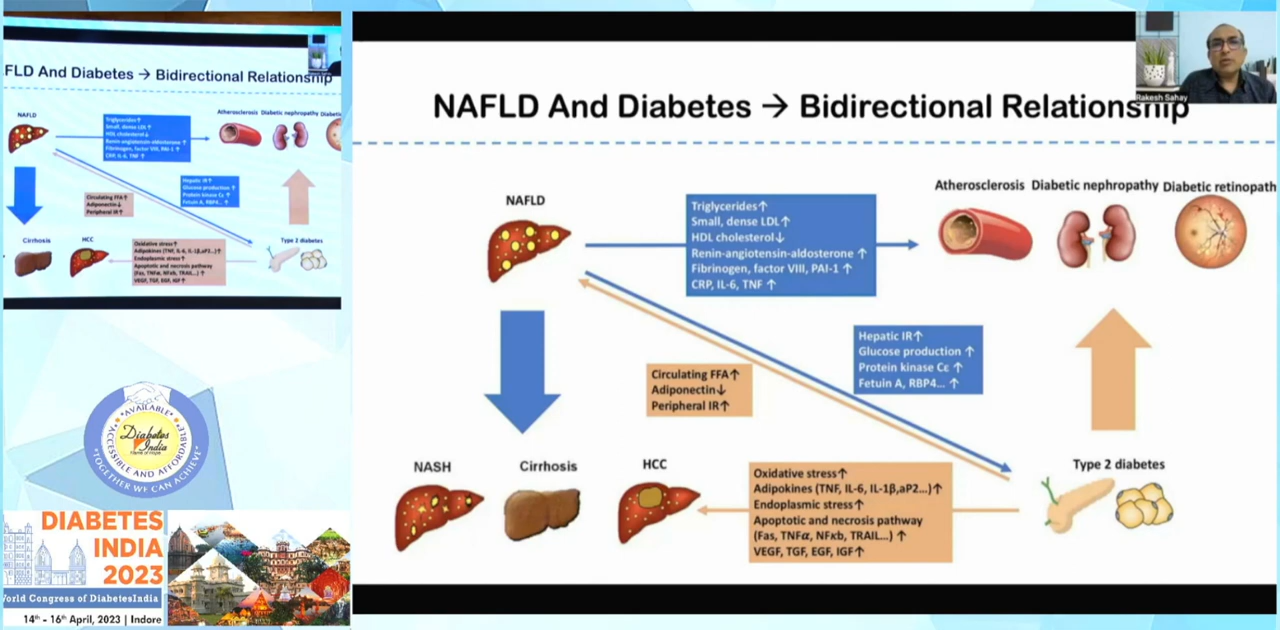 FLD And Diabetes → Bidirectional Relationship
NAFLD
Triglycerides↑
Small, dense LDL ↑
HDL cholesterol↓
Renin-angiotensin-aldosterone ↑
Fibrinogen, factor VIII, PAI-1 ↑
CRP, IL-6, TNF ↑
Atherosclerosis Diabetic nephropathy Diabeti
Hepatic IR↑
Glucose production ↑
Protein kinase Cε ↑
Fetuin A, RBP4... ↑
Circulating FFA↑
Adiponectin↓
Peripheral IR↑
Cirrhosis
HCC
Oxidative stress↑
Adipokines (TNF, IL-6, IL-1β,aP2...)↑
Endoplasmic stress↑
Apoptotic and necrosis pathway
(Fas, TNFα, NFκb, TRAIL...) ↑
VEGF, TGF, EGF, IGF↑
Type 2 diabetes
AVAILABLE
ACCESSIBLE AND AFFORDABLE
Diabetes
India
TOGETHER WE CAN ACHIEVE
DIABETES
INDIA
2023
World Congress of DiabetesIndia
14th - 16th April, 2023 | Indore
Rakesh Sahay
NAFLD And Diabetes → Bidirectional Relationship
NAFLD
Triglycerides↑
Small, dense LDL↑
HDL cholesterol↓
Renin-angiotensin-aldosterone ↑
Fibrinogen, factor VIII, PAI-1 ↑
CRP, IL-6, TNF ↑
Atherosclerosis Diabetic nephropathy Diabetic retinopath
Hepatic IR↑
Glucose production ↑
Protein kinase Cε ↑
Fetuin A, RBP4... ↑
Circulating FFA↑
Adiponectin↓
Peripheral IR↑
NASH
Cirrhosis
HCC
Oxidative stress↑
Adipokines (TNF, IL-6, IL-1β,aP2...)↑
Endoplasmic stress↑
Apoptotic and necrosis pathway
(Fas, TNFα, NFκb, TRAIL...) ↑
VEGF, TGF, EGF, IGF↑
Type 2 diabetes